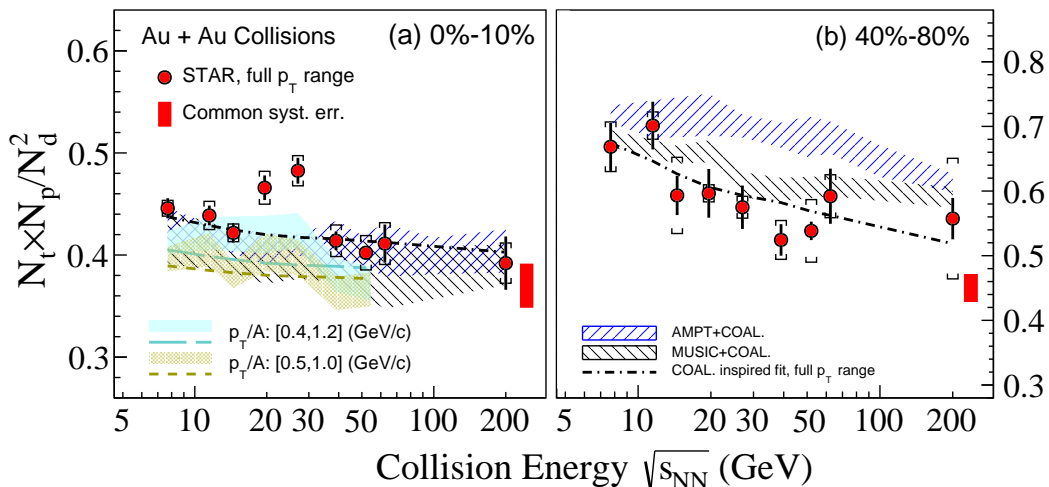 Au + Au Collisions
(a) 0%-10%
STAR, full p_T range
Common syst. err.
0.6
0.5
0.4
0.3
N_t×N_p/N_d^2
p_T/A: [0.4,1.2] (GeV/c)
p_T/A: [0.5,1.0] (GeV/c)
5 10 20 30 100 200
(b) 40%-80%
0.8
0.7
0.6
0.5
0.4
0.3
AMPT+COAL.
MUSIC+COAL.
COAL. inspired fit, full p_T range
5 10 20 30 100 200
Collision Energy √s_NN (GeV)